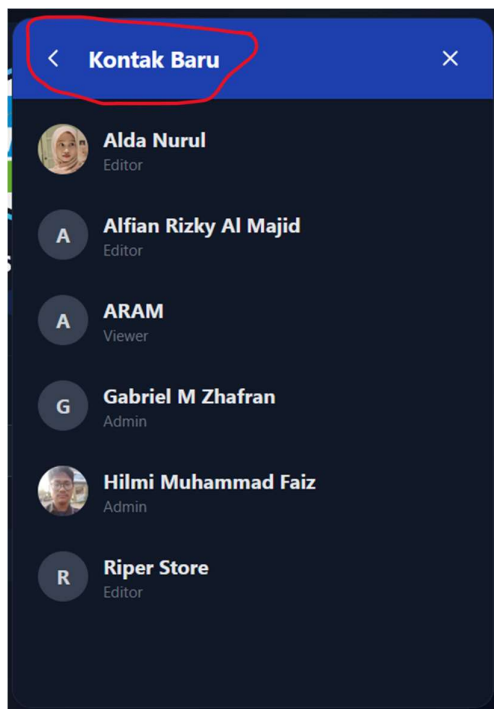 Kontak Baru
Alda Nurul
Editor
A
Alfian Rizky Al Majid
Editor
A
ARAM
Viewer
G
Gabriel M Zhafran
Admin
Hilmi Muhammad Faiz
Admin
R
Riper Store
Editor